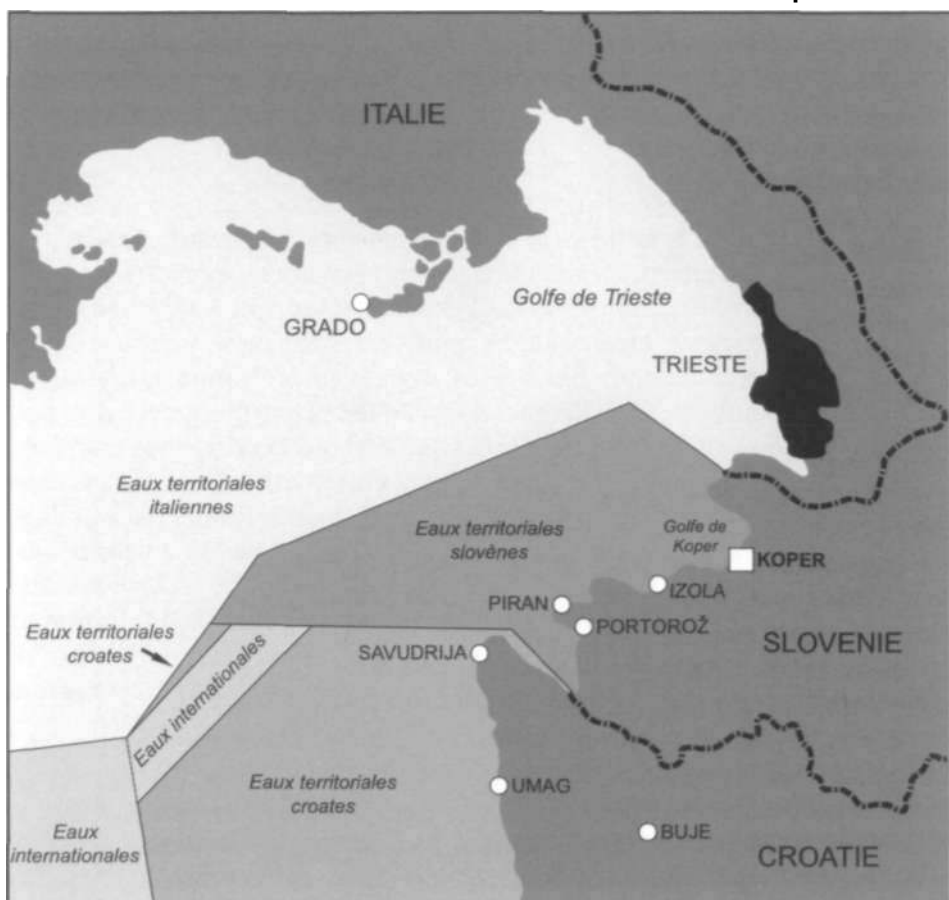 ITALIE
Golfe de Trieste
GRADO
TRIESTE
Eaux territoriales
italiennes
Eaux territoriales
slovènes
Golfe de
Koper
KOPER
IZOLA
PIRAN
PORTOROŽ
Eaux territoriales
croates
SAVUDRIJA
SLOVENIE
Eaux internationales
Eaux territoriales
croates
UMAG
Eaux
internationales
BUJE
CROATIE